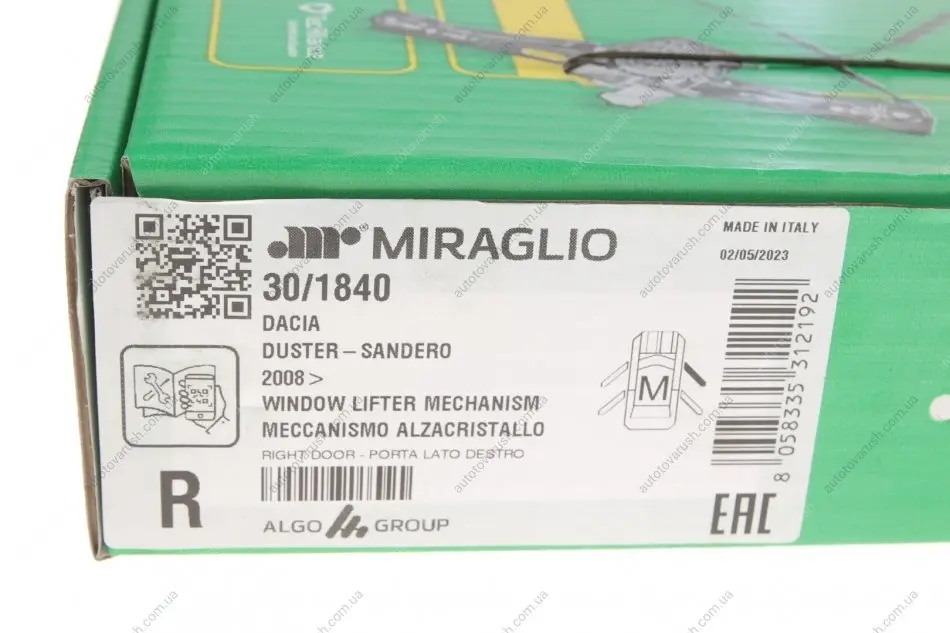 TecAlliance
MIRAGLIO
MADE IN ITALY
30/1840
02/05/2023
DACIA
DUSTER – SANDERO
2008 >
WINDOW LIFTER MECHANISM
MECCANISMO ALZACRISTALLO
RIGHT DOOR - PORTA LATO DESTRO
M
8 058335 312192
R
ALGO GROUP
EAC
autotovarush.com.ua